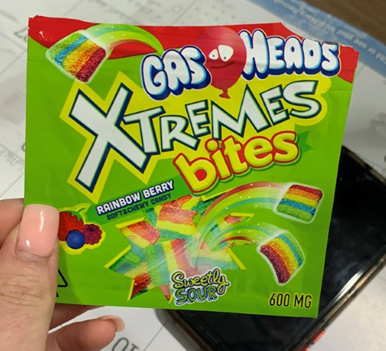 GAS HEADS
XTREMES
bites
RAINBOW BERRY
SOFT&CHEWY CANDY
Sweetly
SOUR
600 MG